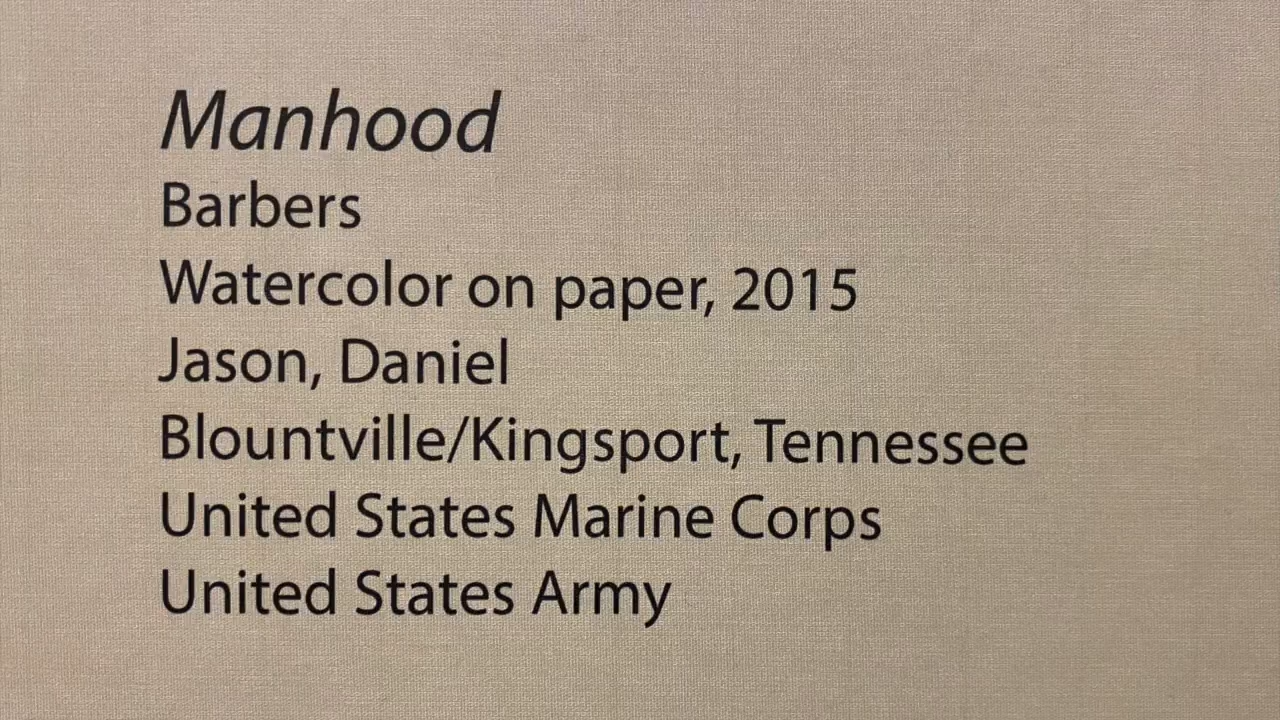 Manhood
Barbers
Watercolor on paper, 2015
Jason, Daniel
Blountville/Kingsport, Tennessee
United States Marine Corps
United States Army